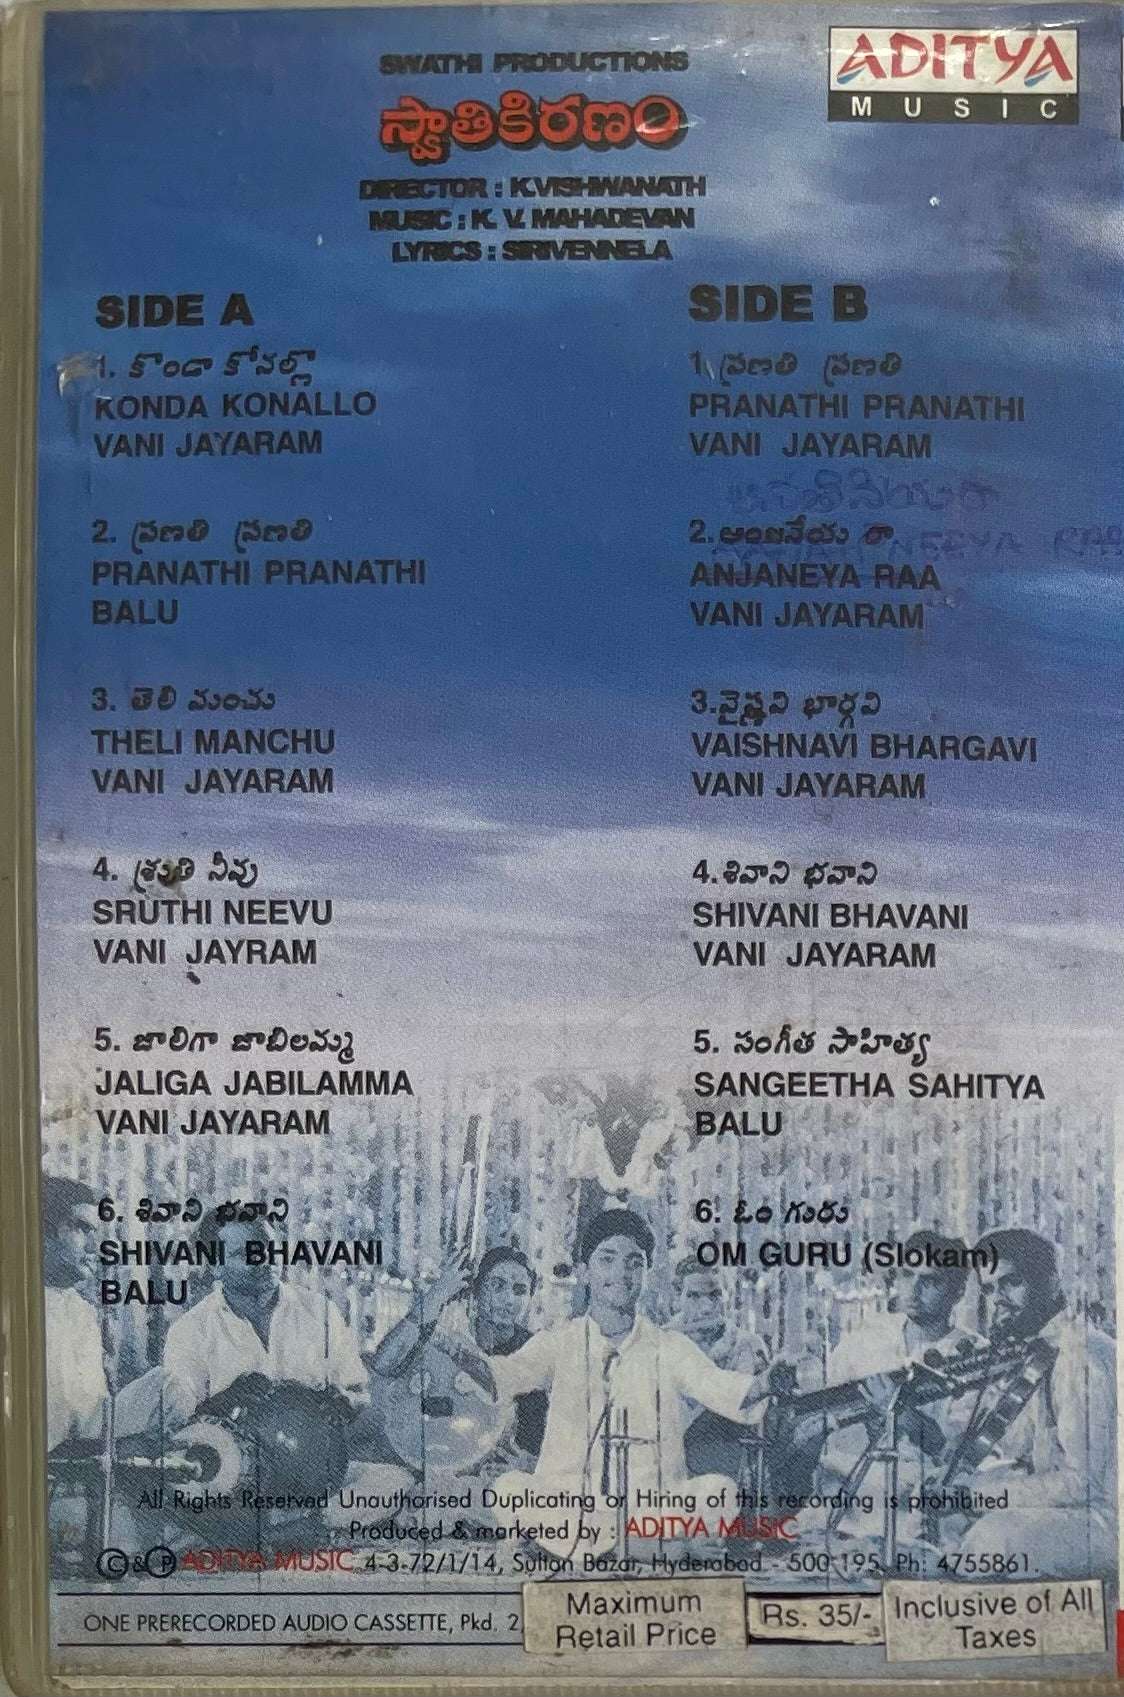 SWATHI PRODUCTIONS
ADITYA
MUSIC
స్వాతికిరణం
DIRECTOR : K.VISHWANATH
MUSIC : K. V. MAHADEVAN
LYRICS : SIRIVENNELA
SIDE A
1. కొండా కోనల్లొ
KONDA KONALLO
VANI JAYARAM
2. ప్రణతి ప్రణతి
PRANATHI PRANATHI
BALU
3. తెలి మంచు
THELI MANCHU
VANI JAYARAM
4. శ్రుతి నీవు
SRUTHI NEEVU
VANI JAYRAM
5. జాలిగా జాబిలమ్మ
JALIGA JABILAMMA
VANI JAYARAM
6. శివాని భవాని
SHIVANI BHAVANI
BALU
SIDE B
1. ప్రణతి ప్రణతి
PRANATHI PRANATHI
VANI JAYARAM
2. ఆంజనేయ రా
ANJANEYA RAA
VANI JAYARAM
3. వైష్ణవి భార్గవి
VAISHNAVI BHARGAVI
VANI JAYARAM
4. శివాని భవాని
SHIVANI BHAVANI
VANI JAYARAM
5. సంగీత సాహిత్య
SANGEETHA SAHITYA
BALU
6. ఓం గురు
OM GURU (Slokam)
All Rights Reserved Unauthorised Duplicating or Hiring of this recording is prohibited
Produced & marketed by : ADITYA MUSIC
© & ℗ ADITYA MUSIC 4-3-72/1/14, Sultan Bazar, Hyderabad - 500 195. Ph: 4755861.
ONE PRERECORDED AUDIO CASSETTE, Pkd. 2,
Maximum
Retail Price
Rs. 35/-
Inclusive of All
Taxes